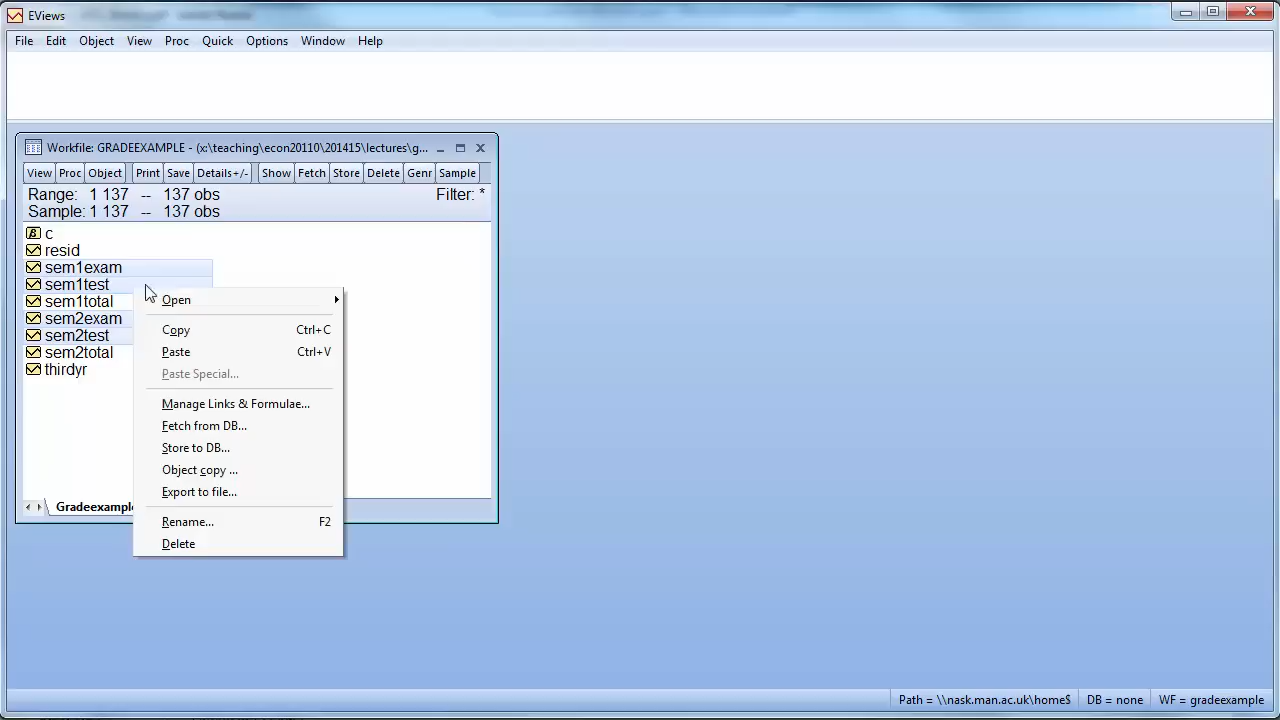 EViews
File Edit Object View Proc Quick Options Window Help
Workfile: GRADEEXAMPLE - (x:\teaching\econ20110\201415\lectures\g...
View Proc Object Print Save Details+/- Show Fetch Store Delete Genr Sample
Range: 1 137 -- 137 obs Filter: *
Sample: 1 137 -- 137 obs
c
resid
sem1exam
sem1test
sem1total
sem2exam
sem2test
sem2total
thirdyr
Open
Copy Ctrl+C
Paste Ctrl+V
Paste Special...
Manage Links & Formulae...
Fetch from DB...
Store to DB...
Object copy ...
Export to file...
Rename... F2
Delete
Gradeexample
Path = \\nask.man.ac.uk\home$ DB = none WF = gradeexample